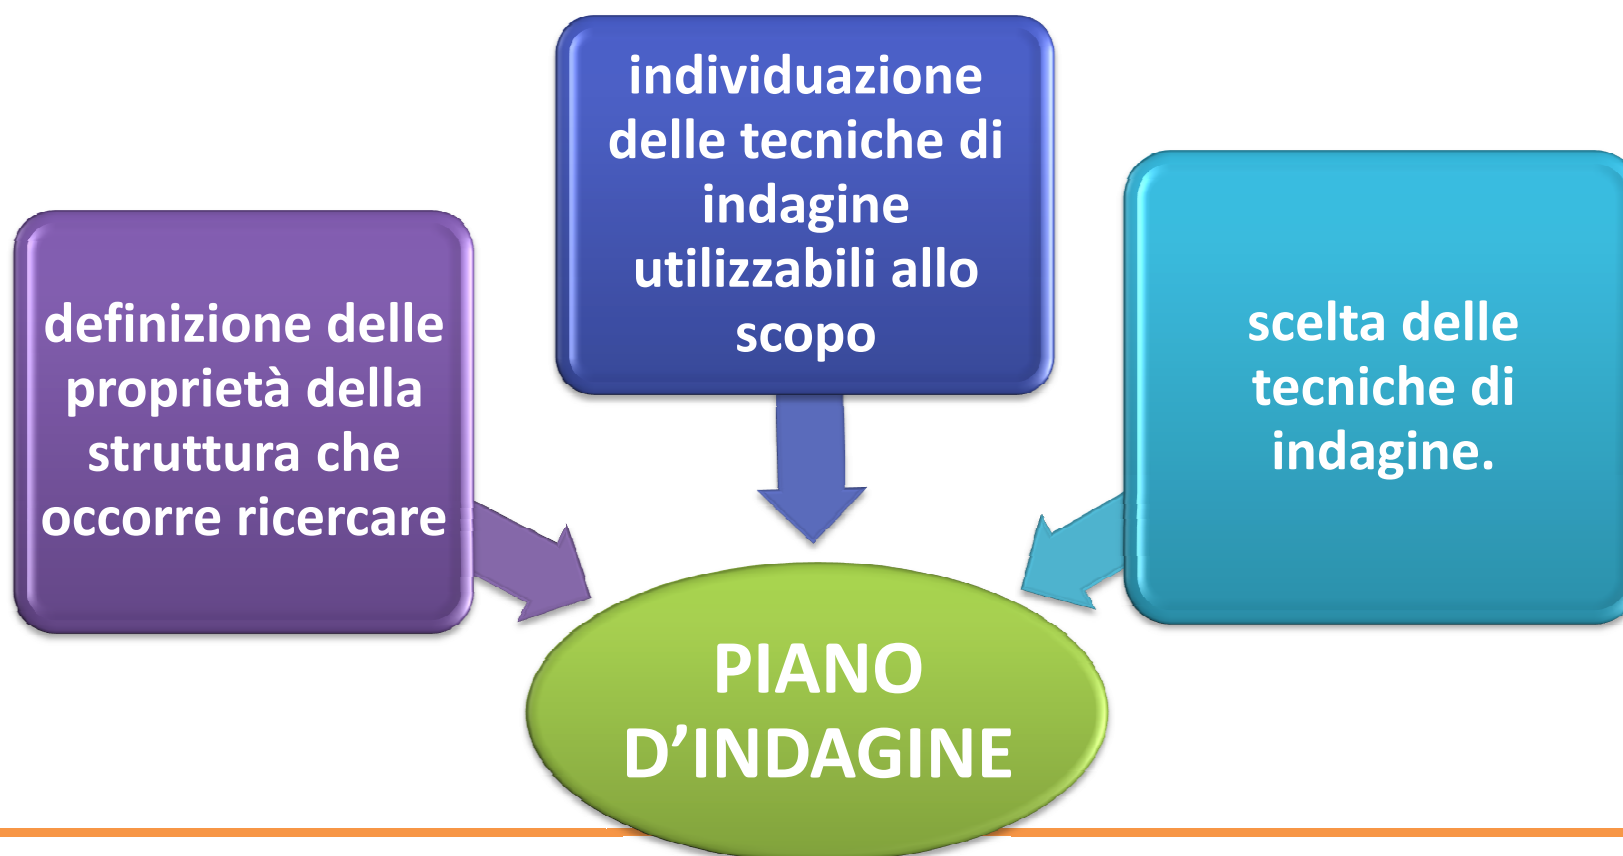 individuazione
delle tecniche di
indagine
utilizzabili allo
scopo
definizione delle
proprietà della
struttura che
occorre ricercare
scelta delle
tecniche di
indagine.
PIANO
D’INDAGINE